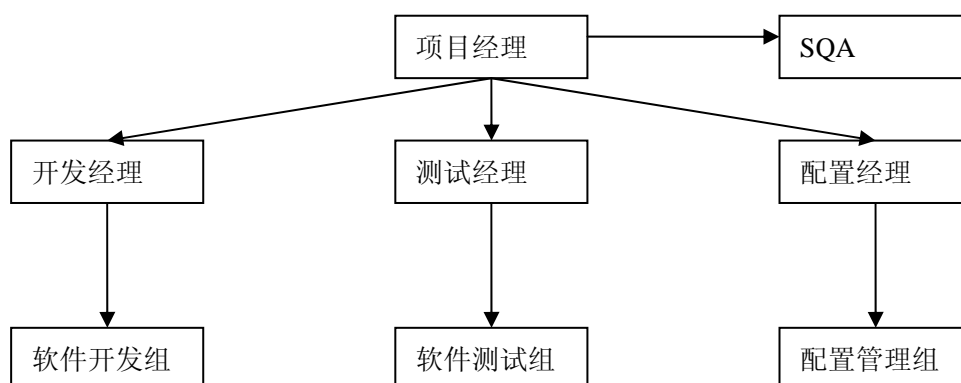 项目经理
SQA
开发经理
测试经理
配置经理
软件开发组
软件测试组
配置管理组